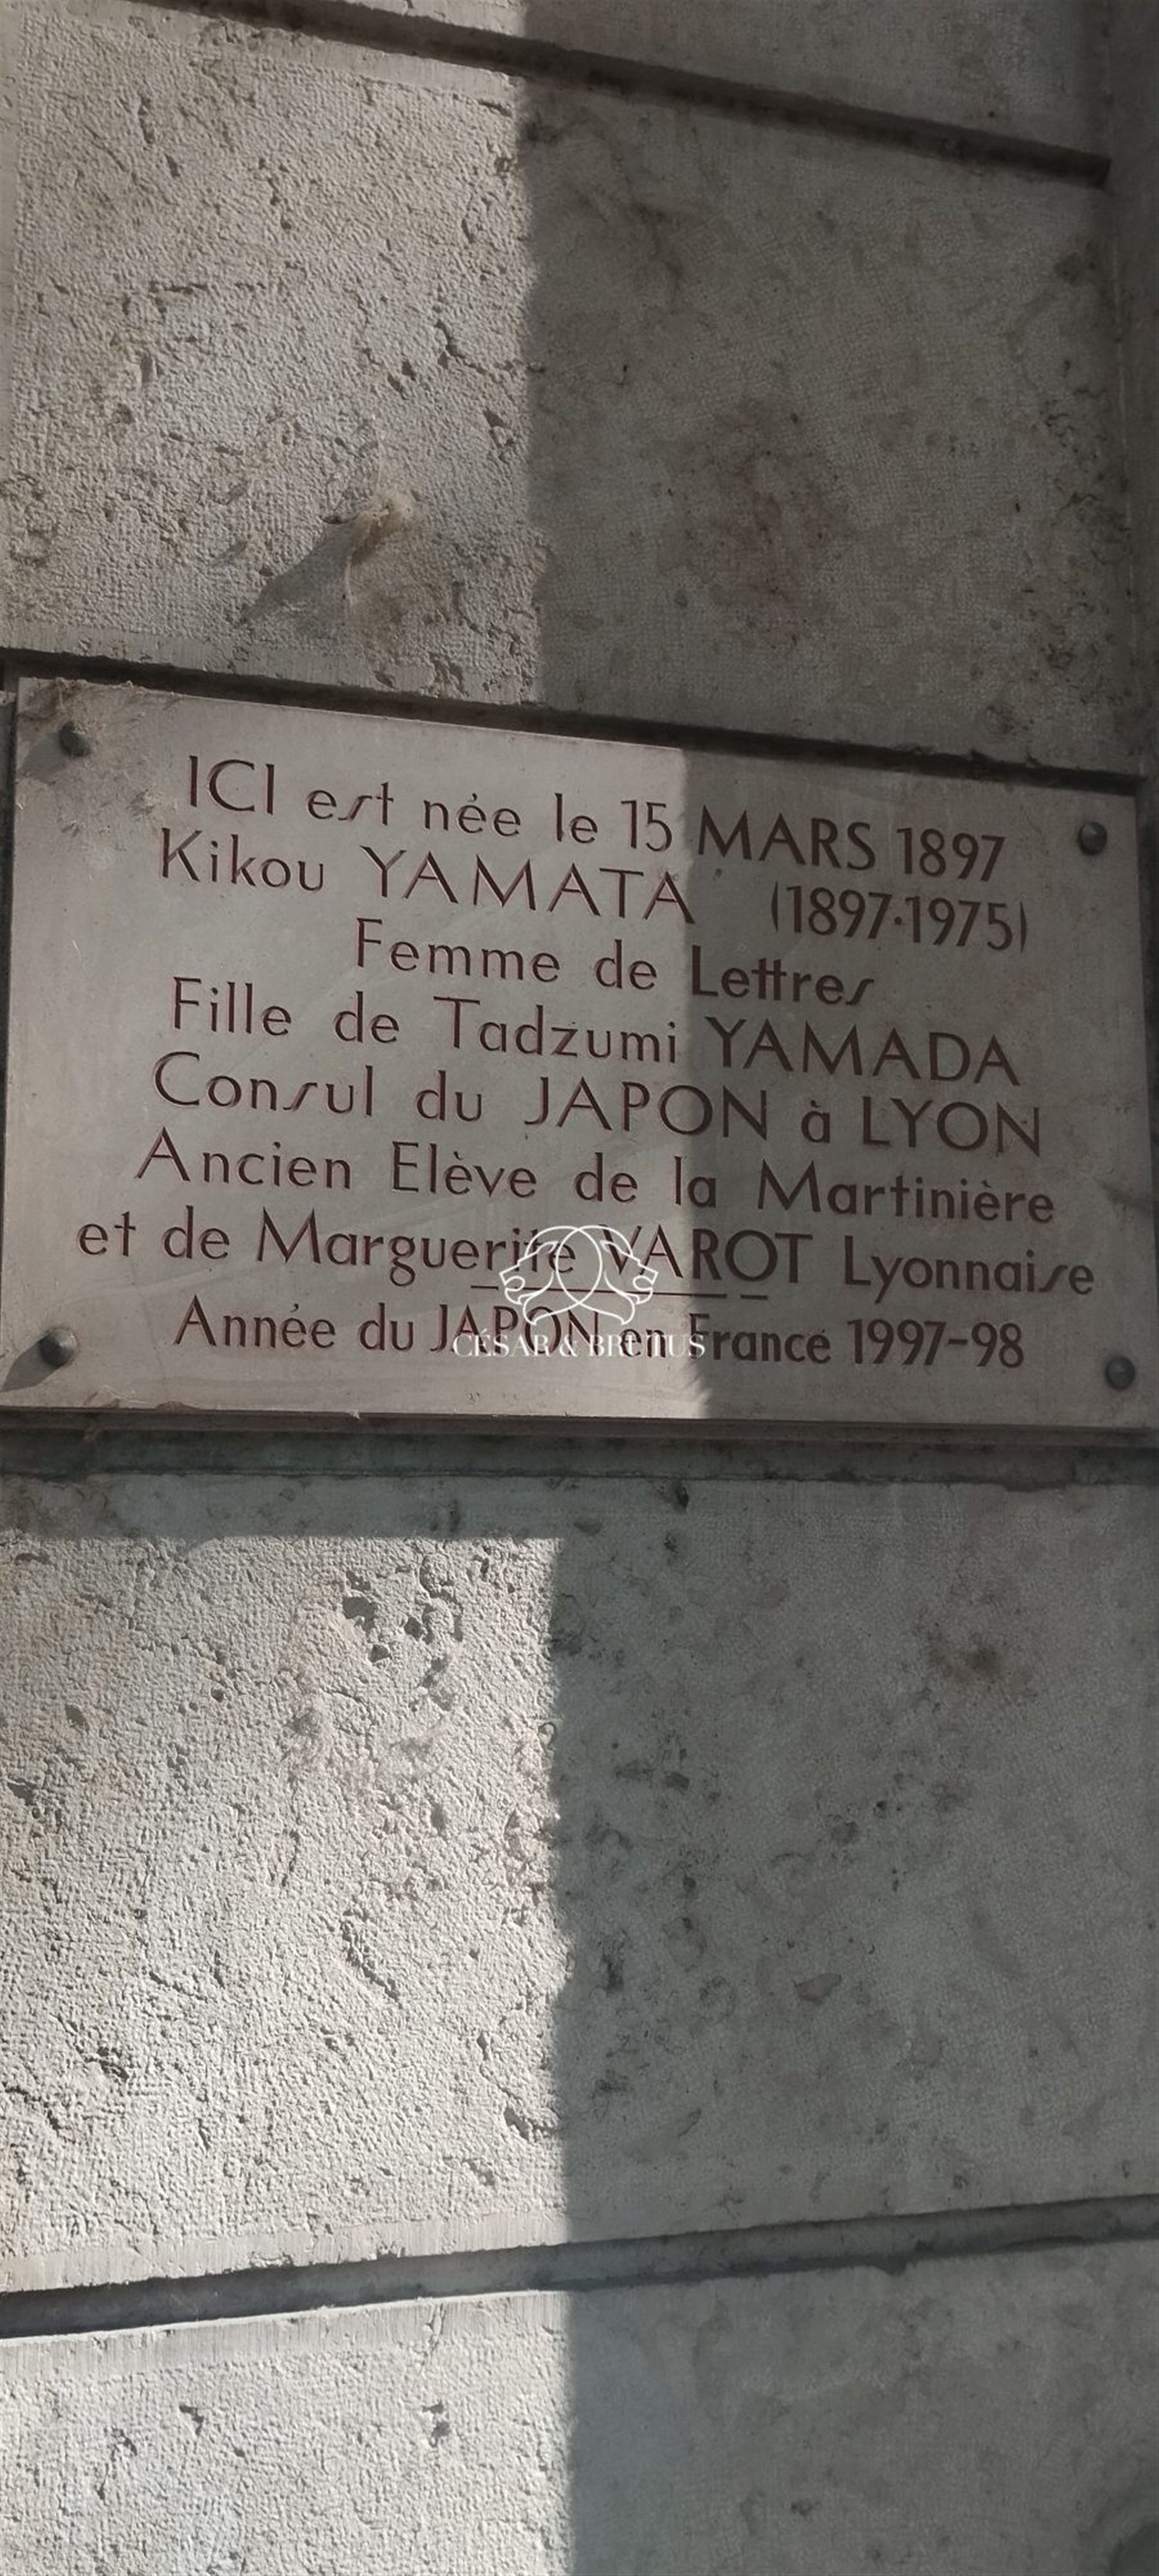 ICI est née le 15 MARS 1897
Kikou YAMATA (1897·1975)
Femme de Lettres
Fille de Tadzumi YAMADA
Consul du JAPON à LYON
Ancien Elève de la Martinière
et de Marguerite VAROT Lyonnaise
Année du JAPON en France 1997-98
CÉSAR & BRUTUS